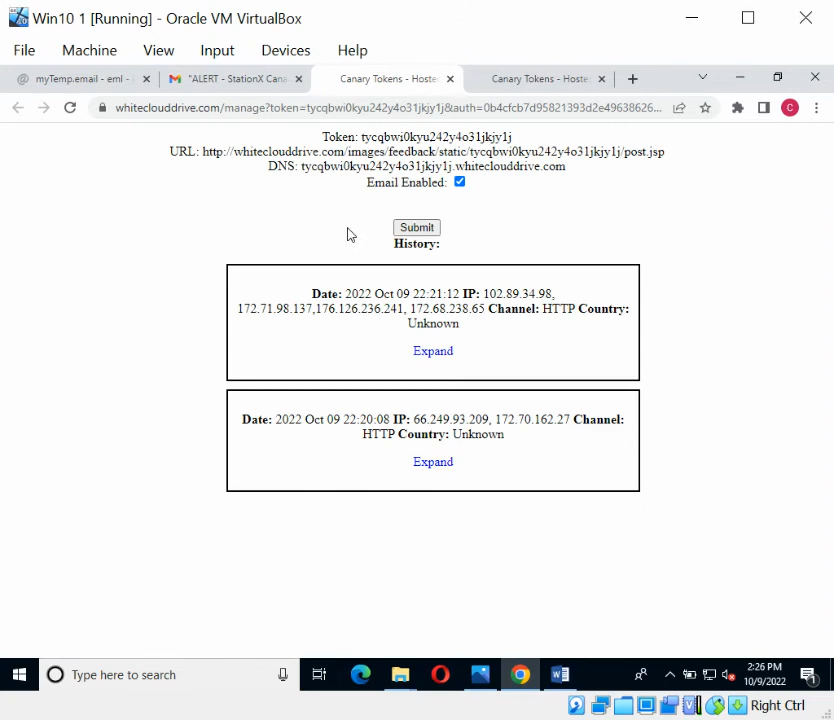 Win10 1 [Running] - Oracle VM VirtualBox
File Machine View Input Devices Help
myTemp.email - eml -
"ALERT - StationX Cana
Canary Tokens - Hoste
Canary Tokens - Hoste
whiteclouddrive.com/manage?token=tycqbwi0kyu242y4o31jkjy1j&auth=0b4cfcb7d95821393d2e49638626...
C
Token: tycqbwi0kyu242y4o31jkjy1j
URL: http://whiteclouddrive.com/images/feedback/static/tycqbwi0kyu242y4o31jkjy1j/post.jsp
DNS: tycqbwi0kyu242y4o31jkjy1j.whiteclouddrive.com
Email Enabled:
Submit
History:
Date: 2022 Oct 09 22:21:12 IP: 102.89.34.98,
172.71.98.137,176.126.236.241, 172.68.238.65 Channel: HTTP Country:
Unknown
Expand
Date: 2022 Oct 09 22:20:08 IP: 66.249.93.209, 172.70.162.27 Channel:
HTTP Country: Unknown
Expand
Type here to search
2:26 PM
10/9/2022
1
Right Ctrl